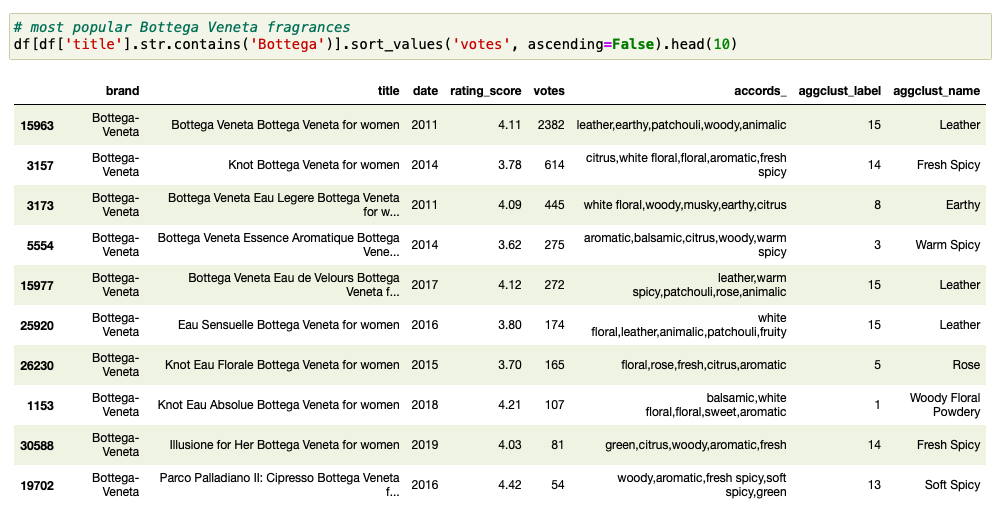 # most popular Bottega Veneta fragrances
df[df['title'].str.contains('Bottega')].sort_values('votes', ascending=False).head(10)
brand title date rating_score votes accords_ aggclust_label aggclust_name
15963 Bottega-Veneta Bottega Veneta Bottega Veneta for women 2011 4.11 2382 leather,earthy,patchouli,woody,animalic 15 Leather
3157 Bottega-Veneta Knot Bottega Veneta for women 2014 3.78 614 citrus,white floral,floral,aromatic,fresh spicy 14 Fresh Spicy
3173 Bottega-Veneta Bottega Veneta Eau Legere Bottega Veneta for w... 2011 4.09 445 white floral,woody,musky,earthy,citrus 8 Earthy
5554 Bottega-Veneta Bottega Veneta Essence Aromatique Bottega Vene... 2014 3.62 275 aromatic,balsamic,citrus,woody,warm spicy 3 Warm Spicy
15977 Bottega-Veneta Bottega Veneta Eau de Velours Bottega Veneta f... 2017 4.12 272 leather,warm spicy,patchouli,rose,animalic 15 Leather
25920 Bottega-Veneta Eau Sensuelle Bottega Veneta for women 2016 3.80 174 white floral,leather,animalic,patchouli,fruity 15 Leather
26230 Bottega-Veneta Knot Eau Florale Bottega Veneta for women 2015 3.70 165 floral,rose,fresh,citrus,aromatic 5 Rose
1153 Bottega-Veneta Knot Eau Absolue Bottega Veneta for women 2018 4.21 107 balsamic,white floral,floral,sweet,aromatic 1 Woody Floral Powdery
30588 Bottega-Veneta Illusione for Her Bottega Veneta for women 2019 4.03 81 green,citrus,woody,aromatic,fresh 14 Fresh Spicy
19702 Bottega-Veneta Parco Palladiano II: Cipresso Bottega Veneta f... 2016 4.42 54 woody,aromatic,fresh spicy,soft spicy,green 13 Soft Spicy